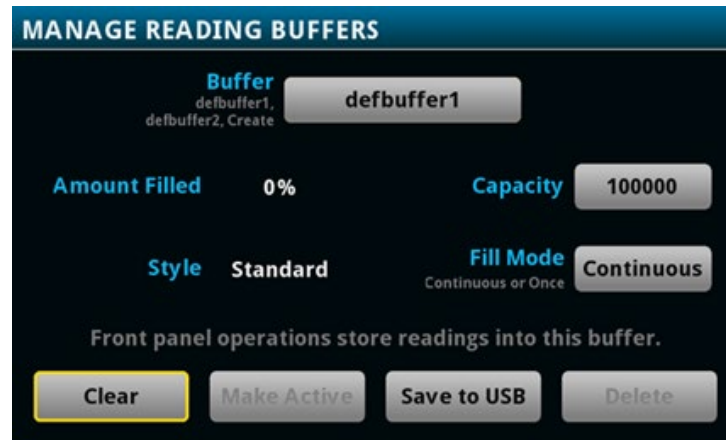 MANAGE READING BUFFERS
Buffer
defbuffer1,
defbuffer2, Create
defbuffer1
Amount Filled 0% Capacity 100000
Style Standard Fill Mode
Continuous or Once
Continuous
Front panel operations store readings into this buffer.
Clear Make Active Save to USB Delete